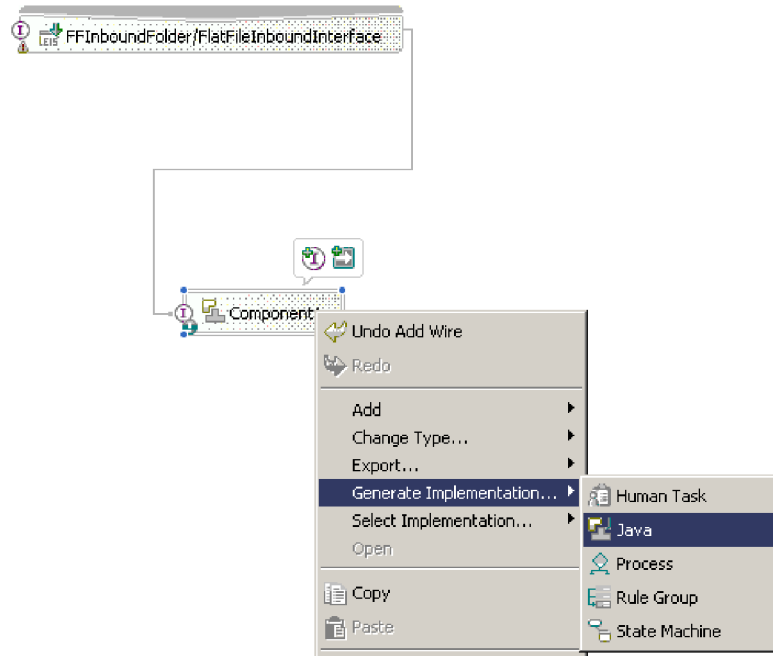 FFInboundFolder/FlatFileInboundInterface
Component
Undo Add Wire
Redo
Add
Change Type...
Export...
Generate Implementation...
Select Implementation...
Open
Copy
Paste
Human Task
Java
Process
Rule Group
State Machine